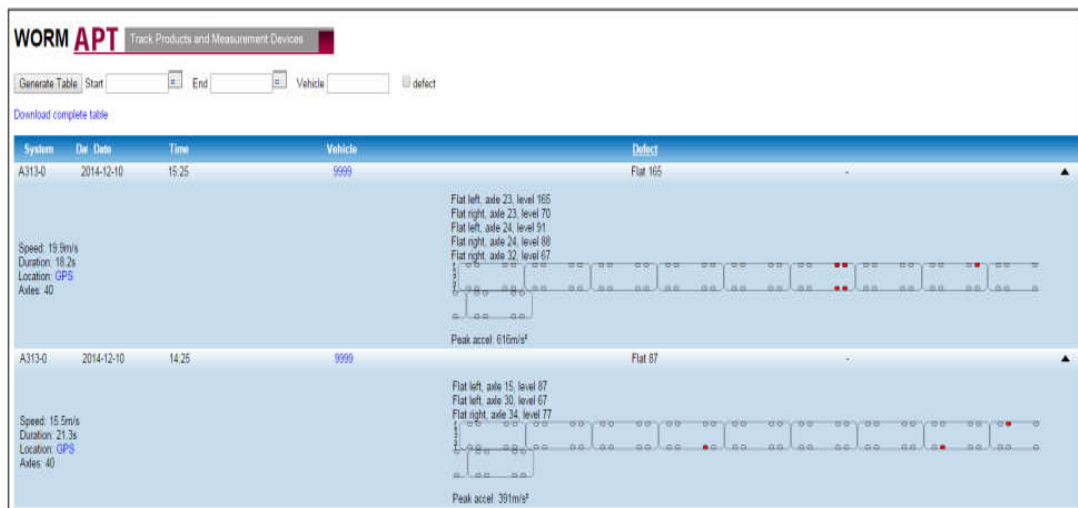 WORM APT Track Products and Measurement Devices
Generate Table Start End Vehicle defect
Download complete table
System Dar Date Time Vehicle Defect
A313-0 2014-12-10 15:25 9999 Flat 165 -
Flat left, axle 23, level 165
Flat right, axle 23, level 70
Flat left, axle 24, level 91
Flat right, axle 24, level 88
Flat right, axle 32, level 67
Speed: 19.9m/s
Duration: 18.2s
Location: GPS
Axles: 40
Peak accel: 616m/s²
A313-0 2014-12-10 14:25 9999 Flat 87 -
Flat left, axle 15, level 87
Flat left, axle 30, level 67
Flat right, axle 34, level 77
Speed: 15.5m/s
Duration: 21.3s
Location: GPS
Axles: 40
Peak accel: 391m/s²